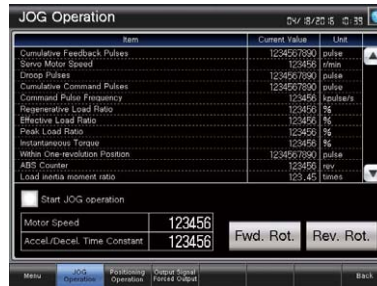 JOG Operation
04/18/2016 10:39
Item Current Value Unit
Cumulative Feedback Pulses 1234567890 pulse
Servo Motor Speed 123456 r/min
Droop Pulses 1234567890 pulse
Cumulative Command Pulses 1234567890 pulse
Command Pulse Frequency 123456 kpulse/s
Regenerative Load Ratio 123456 %
Effective Load Ratio 123456 %
Peak Load Ratio 123456 %
Instantaneous Torque 123456 %
Within One-revolution Position 1234567890 pulse
ABS Counter 123456 rev
Load inertia moment ratio 123.45 times
Start JOG operation
Motor Speed 123456
Accel./Decel. Time Constant 123456
Fwd. Rot. Rev. Rot.
Menu JOG Operation Positioning Operation Output Signal Forced Output Back